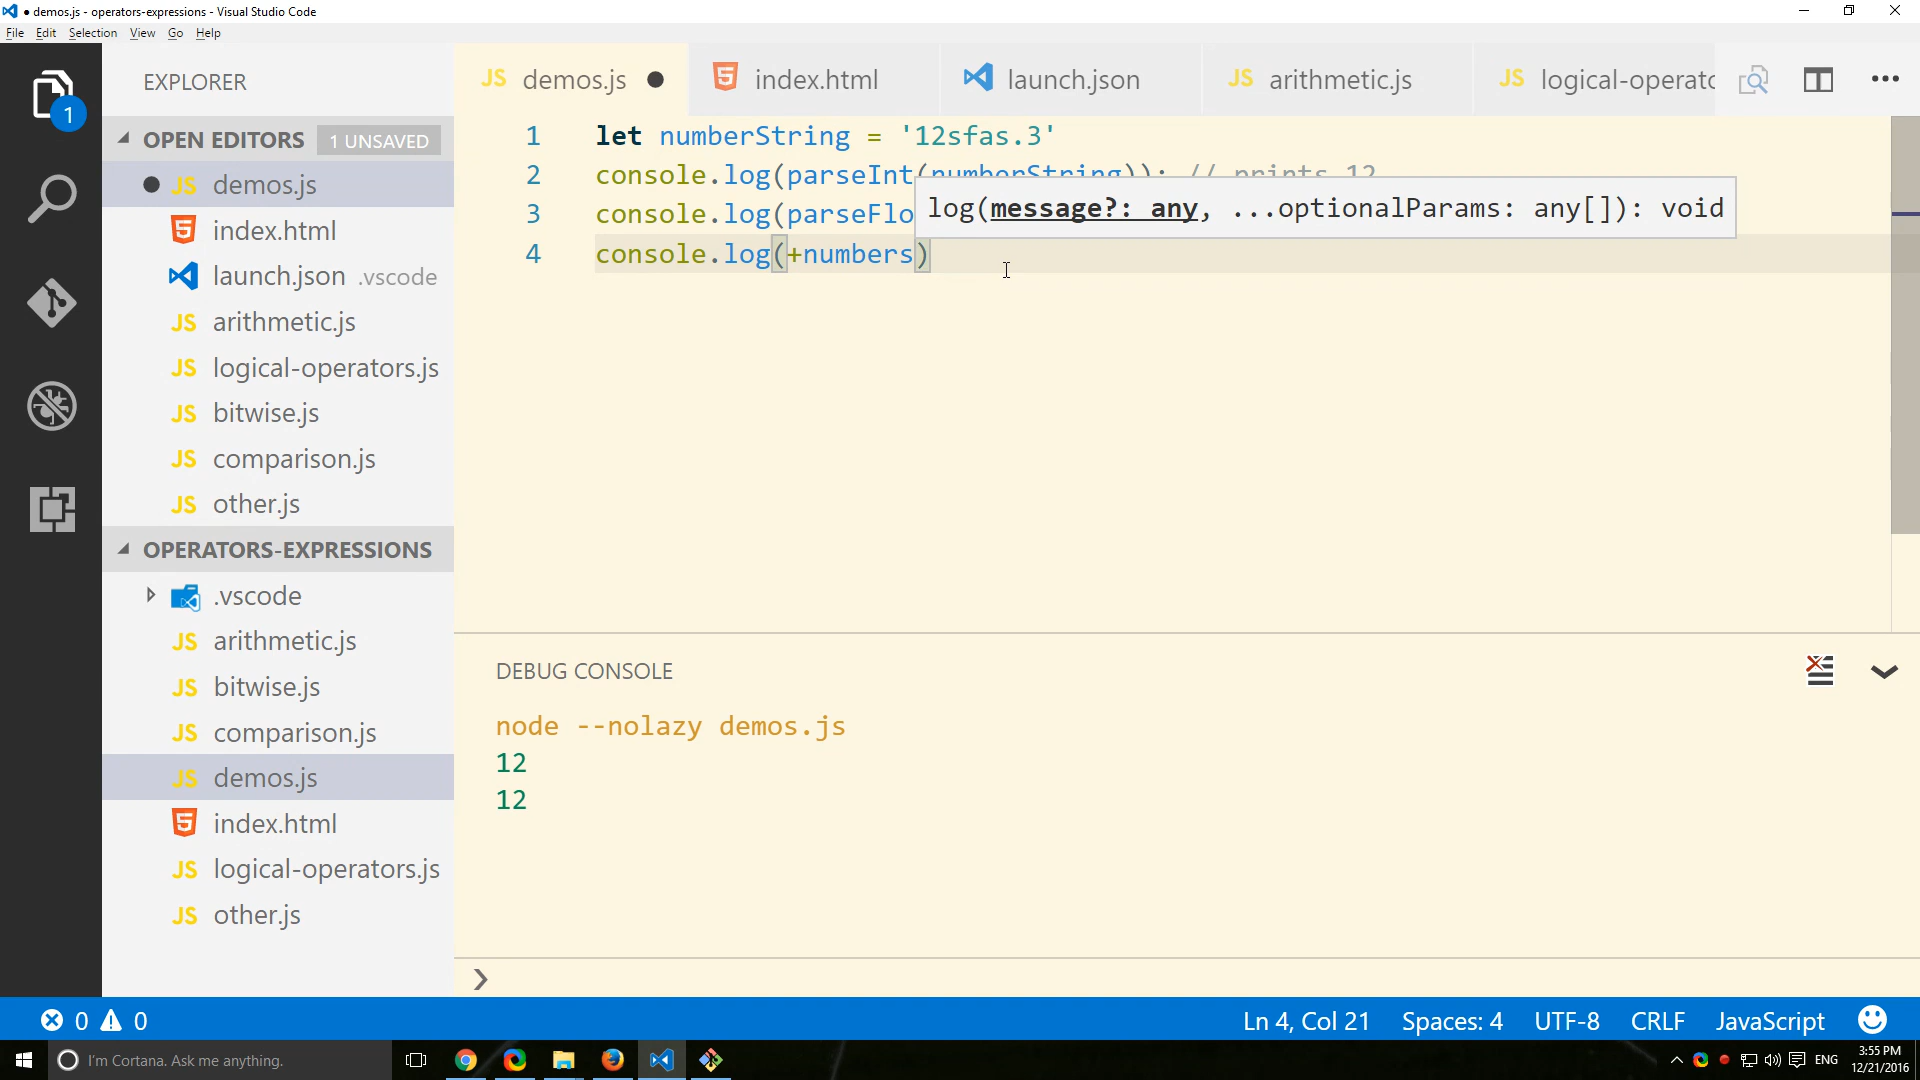 demos.js - operators-expressions - Visual Studio Code
File Edit Selection View Go Help
1
EXPLORER
OPEN EDITORS 1 UNSAVED
JS demos.js
index.html
launch.json .vscode
JS arithmetic.js
JS logical-operators.js
JS bitwise.js
JS comparison.js
JS other.js
OPERATORS-EXPRESSIONS
.vscode
JS arithmetic.js
JS bitwise.js
JS comparison.js
JS demos.js
index.html
JS logical-operators.js
JS other.js
JS demos.js index.html launch.json JS arithmetic.js JS logical-operato
1 let numberString = '12sfas.3'
2 console.log(parseInt(numberString)); // prints 12
3 console.log(parseFlo
log(message?: any, ...optionalParams: any[]): void
4 console.log(+numbers)
DEBUG CONSOLE
node --nolazy demos.js
12
12
0 0 Ln 4, Col 21 Spaces: 4 UTF-8 CRLF JavaScript
I'm Cortana. Ask me anything. ENG 3:55 PM
12/21/2016